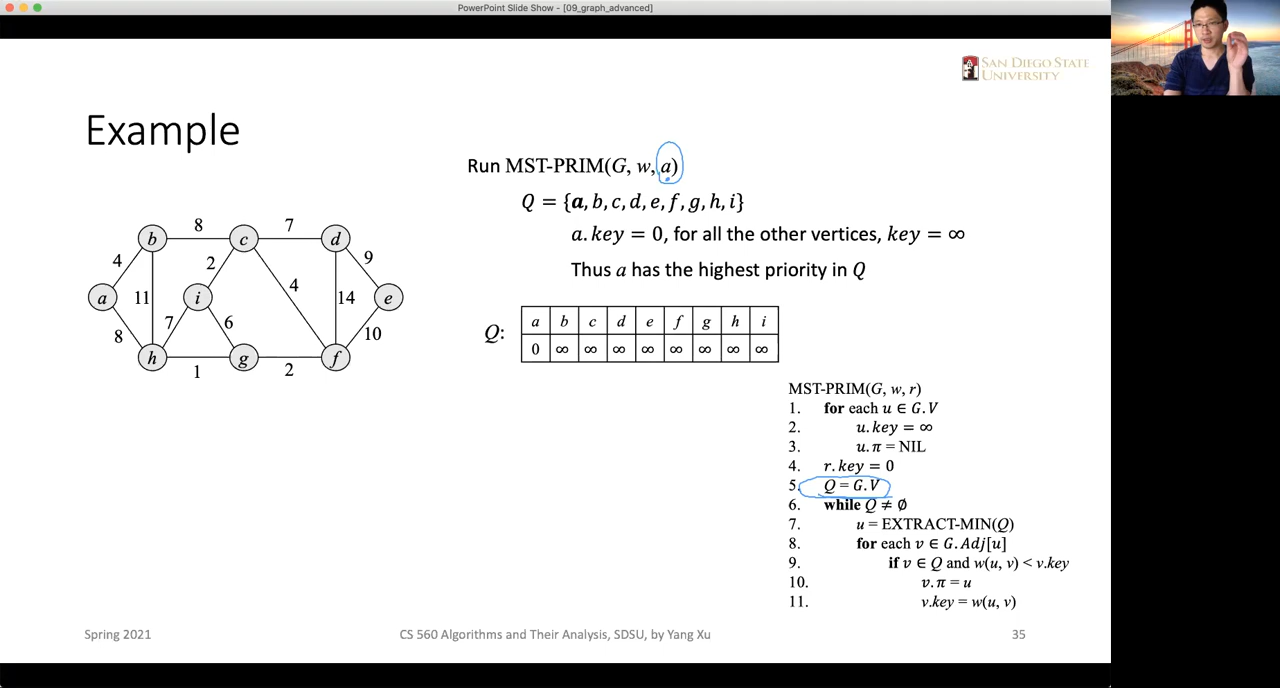 PowerPoint Slide Show - [09_graph_advanced]
SAN DIEGO STATE
UNIVERSITY
Example
Run MST-PRIM(G, w, a)
Q = {a, b, c, d, e, f, g, h, i}
a. key = 0, for all the other vertices, key = ∞
Thus a has the highest priority in Q
8
7
b
c
d
4
2
9
4
a
11
i
14
e
7
6
8
10
h
g
f
1
2
Q:
a b c d e f g h i
0 ∞ ∞ ∞ ∞ ∞ ∞ ∞ ∞
MST-PRIM(G, w, r)
1. for each u ∈ G.V
2. u. key = ∞
3. u. π = NIL
4. r. key = 0
5. Q = G.V
6. while Q ≠ ∅
7. u = EXTRACT-MIN(Q)
8. for each v ∈ G.Adj[u]
9. if v ∈ Q and w(u, v) < v.key
10. v. π = u
11. v.key = w(u, v)
Spring 2021
CS 560 Algorithms and Their Analysis, SDSU, by Yang Xu
35